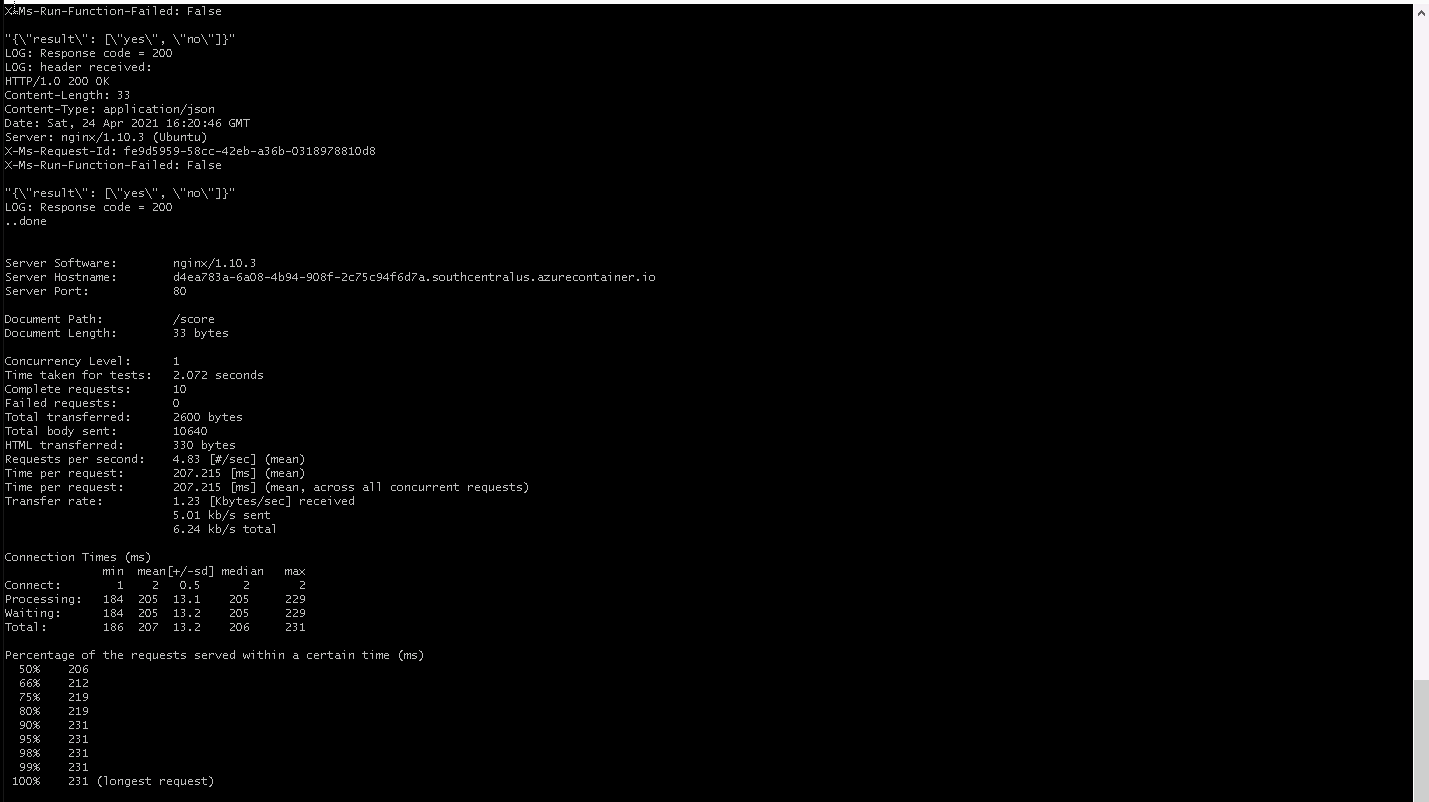 X-Ms-Run-Function-Failed: False
"{\"result\": [\"yes\", \"no\"]}"
LOG: Response code = 200
LOG: header received:
HTTP/1.0 200 OK
Content-Length: 33
Content-Type: application/json
Date: Sat, 24 Apr 2021 16:20:46 GMT
Server: nginx/1.10.3 (Ubuntu)
X-Ms-Request-Id: fe9d5959-58cc-42eb-a36b-0318978810d8
X-Ms-Run-Function-Failed: False
"{\"result\": [\"yes\", \"no\"]}"
LOG: Response code = 200
..done
Server Software:        nginx/1.10.3
Server Hostname:        d4ea783a-6a08-4b94-908f-2c75c94f6d7a.southcentralus.azurecontainer.io
Server Port:            80
Document Path:          /score
Document Length:        33 bytes
Concurrency Level:      1
Time taken for tests:   2.072 seconds
Complete requests:      10
Failed requests:        0
Total transferred:      2600 bytes
Total body sent:        10640
HTML transferred:       330 bytes
Requests per second:    4.83 [#/sec] (mean)
Time per request:       207.215 [ms] (mean)
Time per request:       207.215 [ms] (mean, across all concurrent requests)
Transfer rate:          1.23 [Kbytes/sec] received
                        5.01 kb/s sent
                        6.24 kb/s total
Connection Times (ms)
              min  mean[+/-sd] median   max
Connect:        1    2   0.5      2       2
Processing:   184  205  13.1    205     229
Waiting:      184  205  13.2    205     229
Total:        186  207  13.2    206     231
Percentage of the requests served within a certain time (ms)
  50%    206
  66%    212
  75%    219
  80%    219
  90%    231
  95%    231
  98%    231
  99%    231
 100%    231 (longest request)